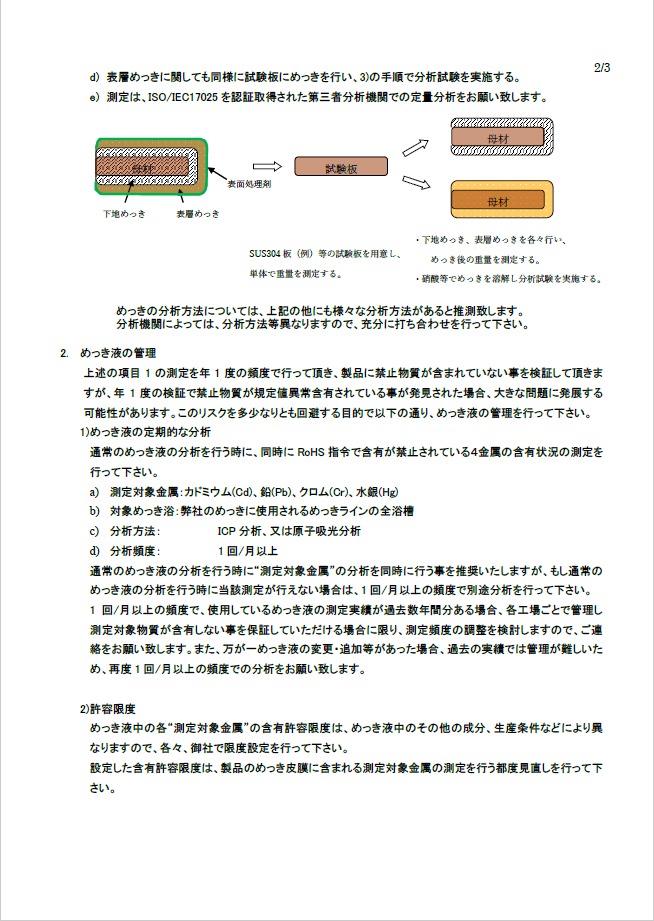 2/3
d) 表層めっきに関しても同様に試験板にめっきを行い、3)の手順で分析試験を実施する。
e) 測定は、ISO/IEC17025を認証取得された第三者分析機関での定量分析をお願い致します。
母材
表面処理剤
下地めっき
表層めっき
試験板
母材
母材
SUS304板（例）等の試験板を用意し、
単体で重量を測定する。
・下地めっき、表層めっきを各々行い、
めっき後の重量を測定する。
・硝酸等でめっきを溶解し分析試験を実施する。
めっきの分析方法については、上記の他にも様々な分析方法があると推測致します。
分析機関によっては、分析方法等異なりますので、充分に打ち合わせを行って下さい。
2. めっき液の管理
上述の項目1の測定を年1度の頻度で行って頂き、製品に禁止物質が含まれていない事を検証して頂きま
すが、年1度の検証で禁止物質が規定値異常含有されている事が発見された場合、大きな問題に発展する
可能性があります。このリスクを多少なりとも回避する目的で以下の通り、めっき液の管理を行って下さい。
1)めっき液の定期的な分析
通常のめっき液の分析を行う時に、同時にRoHS指令で含有が禁止されている4金属の含有状況の測定を
行って下さい。
a) 測定対象金属：カドミウム(Cd)、鉛(Pb)、クロム(Cr)、水銀(Hg)
b) 対象めっき浴：弊社のめっきに使用されるめっきラインの全浴槽
c) 分析方法： ICP分析、又は原子吸光分析
d) 分析頻度： 1回/月以上
通常のめっき液の分析を行う時に“測定対象金属”の分析を同時に行う事を推奨いたしますが、もし通常の
めっき液の分析を行う時に当該測定が行えない場合は、1回/月以上の頻度で別途分析を行って下さい。
1回/月以上の頻度で、使用しているめっき液の測定実績が過去数年間分ある場合、各工場ごとで管理し
測定対象物質が含有しない事を保証していただける場合に限り、測定頻度の調整を検討しますので、ご連
絡をお願い致します。また、万が一めっき液の変更・追加等があった場合、過去の実績では管理が難しいた
め、再度1回/月以上の頻度での分析をお願い致します。
2)許容限度
めっき液中の各“測定対象金属”の含有許容限度は、めっき液中のその他の成分、生産条件などにより異
なりますので、各々、御社で限度設定を行って下さい。
設定した含有許容限度は、製品のめっき皮膜に含まれる測定対象金属の測定を行う都度見直しを行って下
さい。